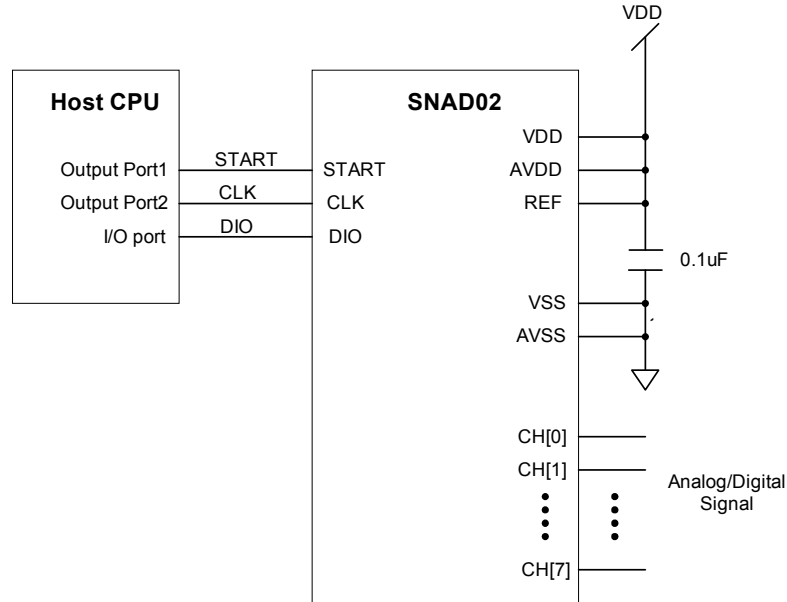 VDD
Host CPU
SNAD02
VDD
Output Port1
START
START
AVDD
Output Port2
CLK
CLK
REF
I/O port
DIO
DIO
0.1uF
VSS
AVSS
CH[0]
CH[1]
Analog/Digital
Signal
CH[7]